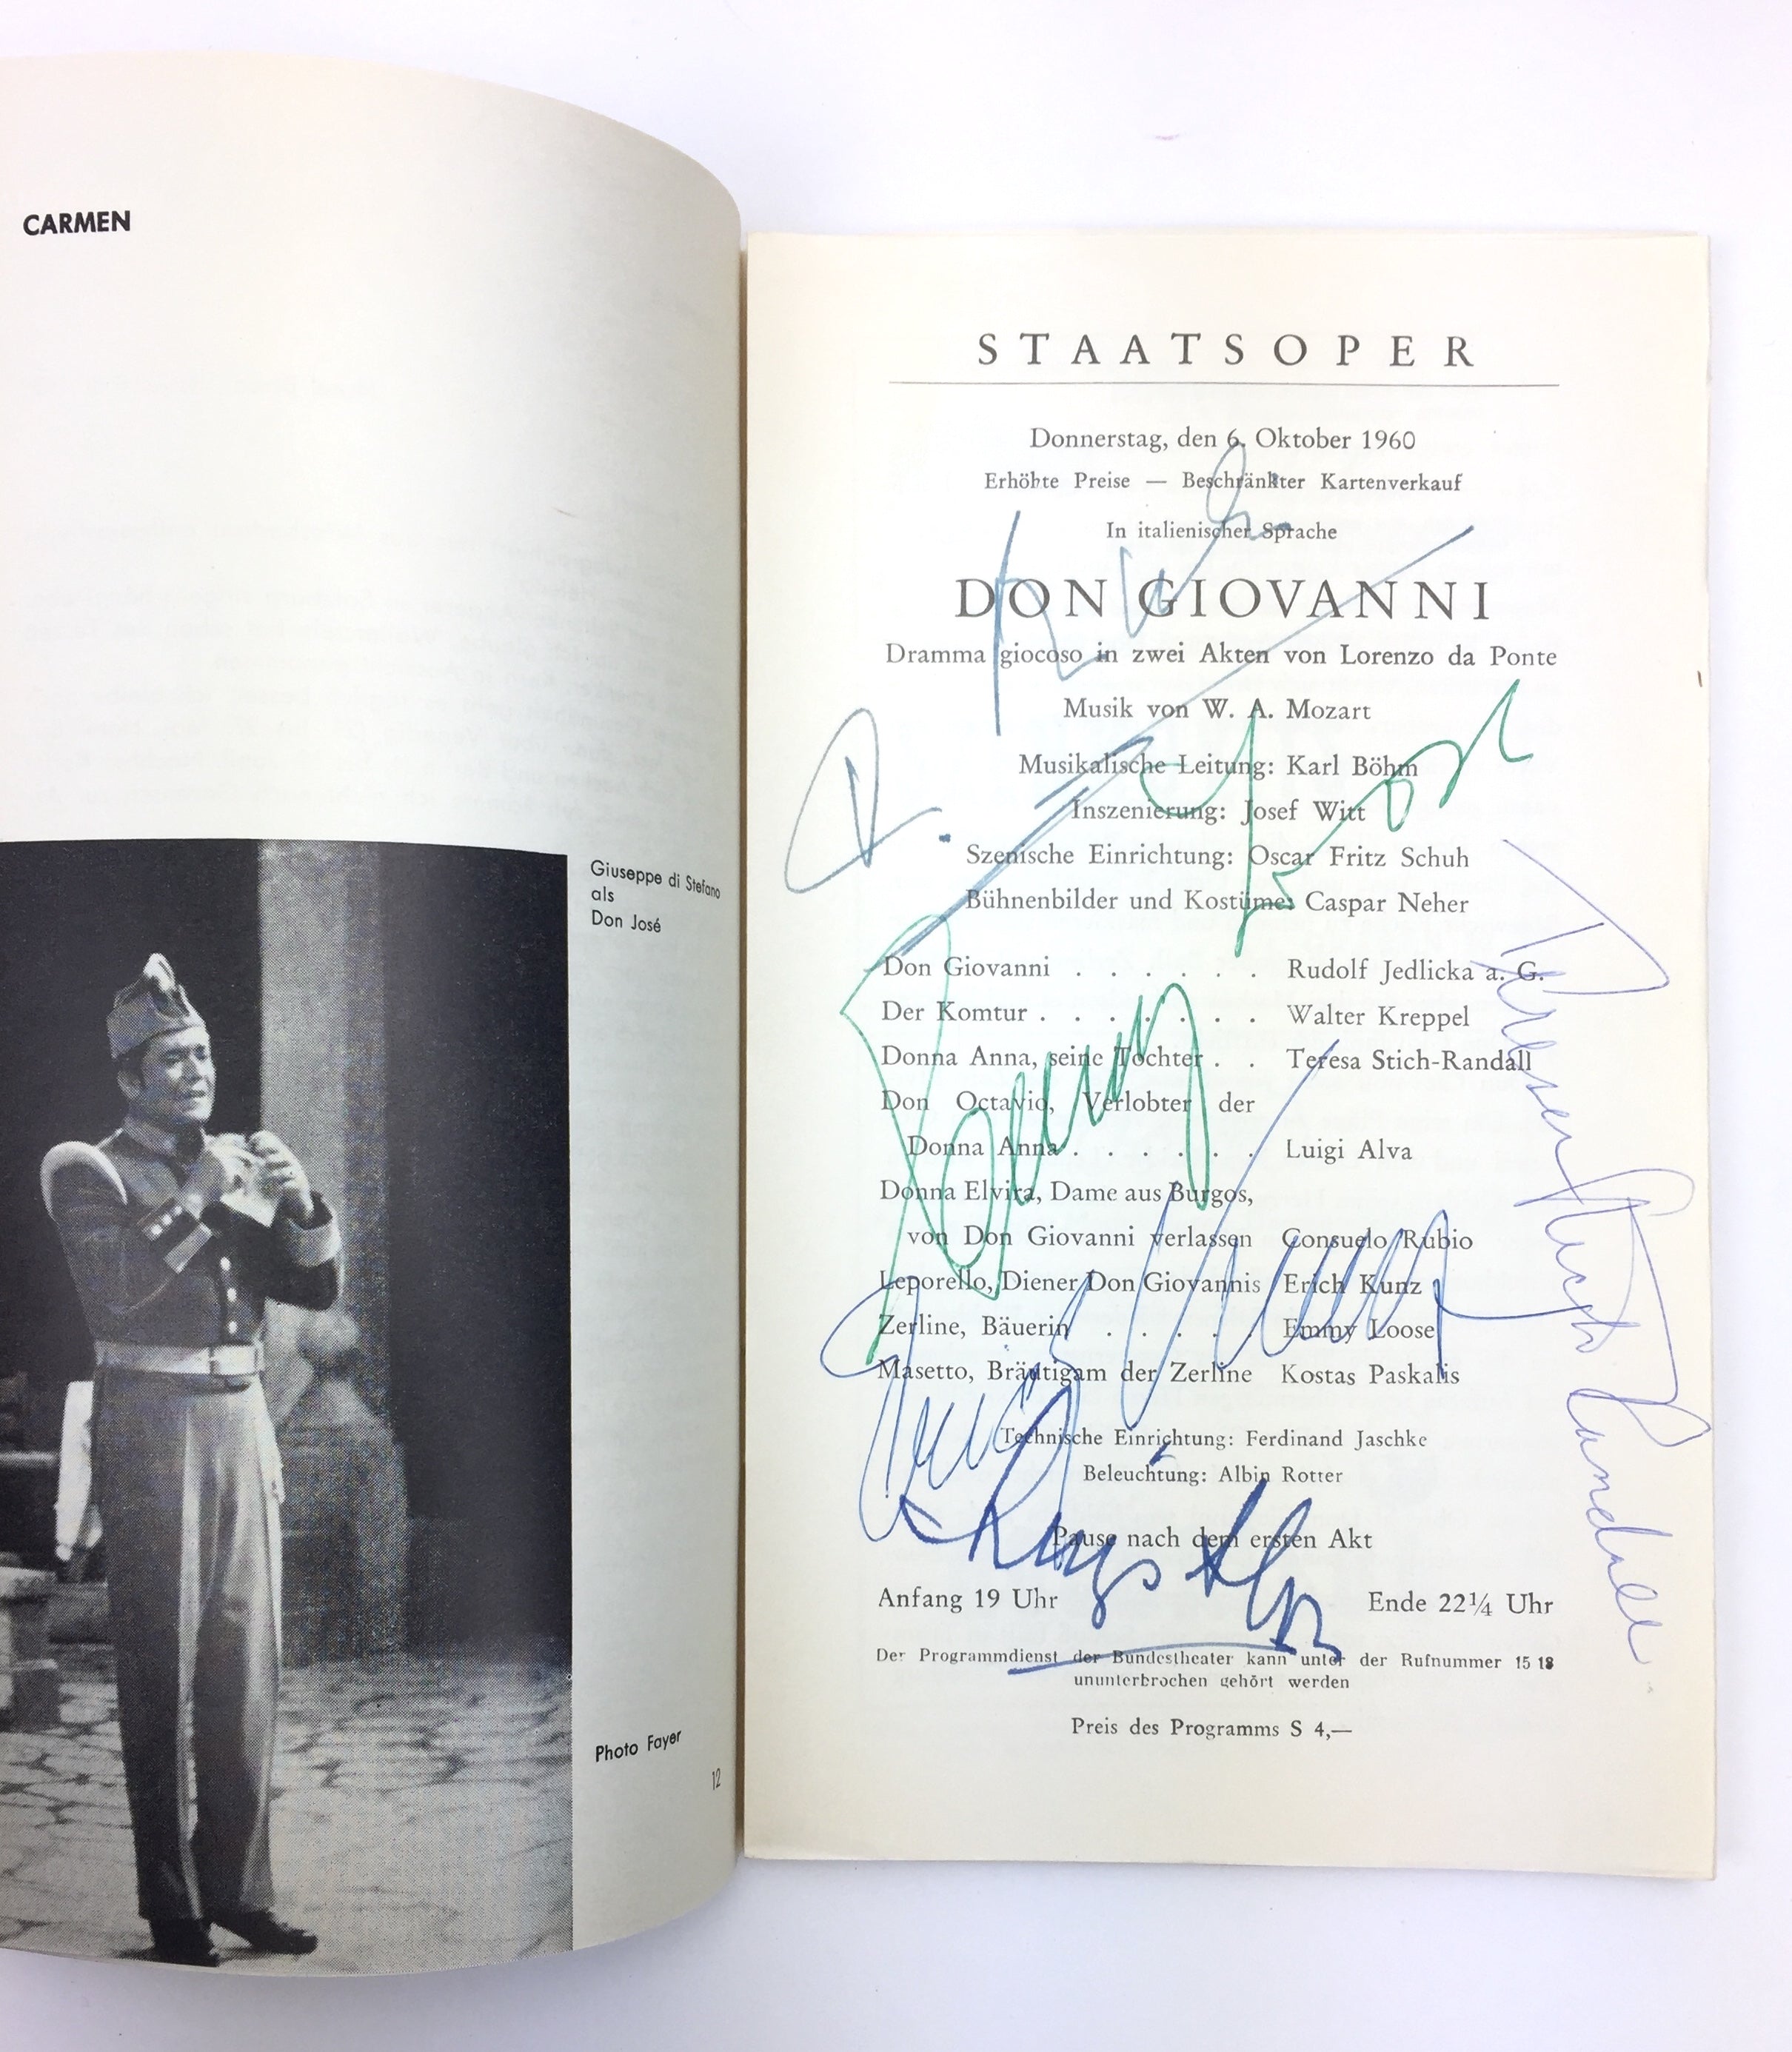 CARMEN
Giuseppe di Stefano
als
Don José
Photo Fayer
12
STAATSOPER
Donnerstag, den 6. Oktober 1960
Erhöhte Preise — Beschränkter Kartenverkauf
In italienischer Sprache
DON GIOVANNI
Dramma giocoso in zwei Akten von Lorenzo da Ponte
Musik von W. A. Mozart
Musikalische Leitung: Karl Böhm
Inszenierung: Josef Witt
Szenische Einrichtung: Oscar Fritz Schuh
Bühnenbilder und Kostüme: Caspar Neher
Don Giovanni . . . . . . Rudolf Jedlicka a. G.
Der Komtur . . . . . . . Walter Kreppel
Donna Anna, seine Tochter . . Teresa Stich-Randall
Don Octavio, Verlobter der
Donna Anna . . . . . . Luigi Alva
Donna Elvira, Dame aus Burgos,
von Don Giovanni verlassen Consuelo Rubio
Leporello, Diener Don Giovannis Erich Kunz
Zerline, Bäuerin . . . . Emmy Loose
Masetto, Bräutigam der Zerline Kostas Paskalis
Technische Einrichtung: Ferdinand Jaschke
Beleuchtung: Albin Rotter
Pause nach dem ersten Akt
Anfang 19 Uhr Ende 22¼ Uhr
Der Programmdienst der Bundestheater kann unter der Rufnummer 15 18
ununterbrochen gehört werden
Preis des Programms S 4,—
Teresa Stich Randall